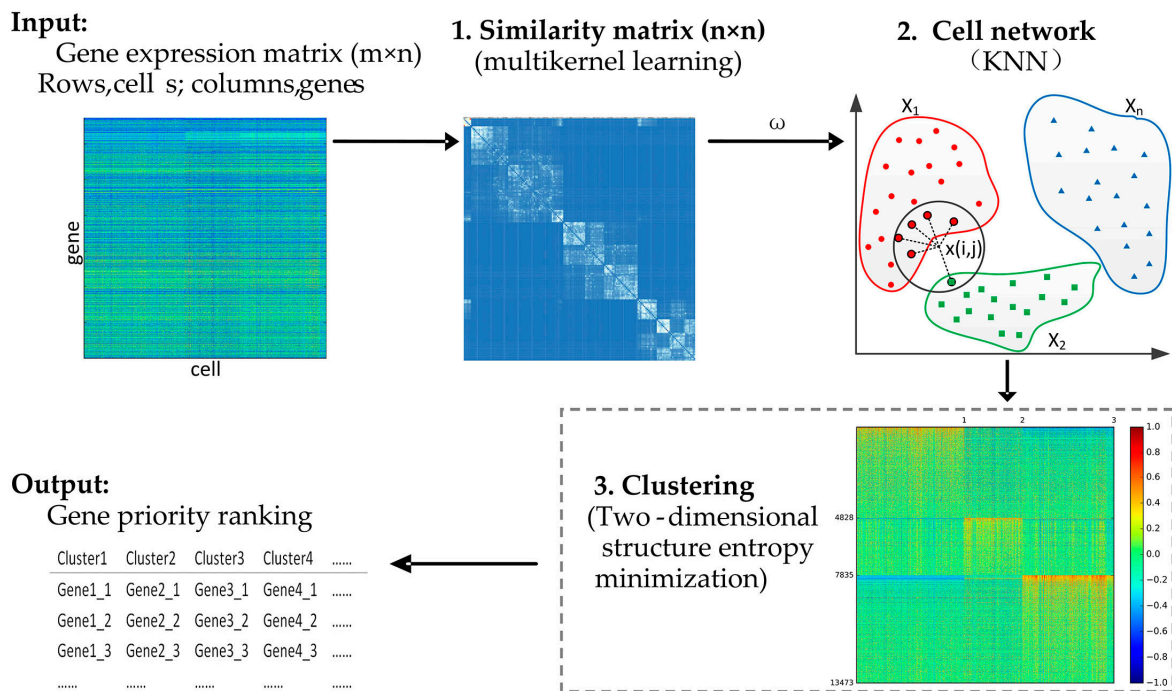 Input:
Gene expression matrix (m×n)
Rows,cell s; columns,genes
gene
cell
1. Similarity matrix (n×n)
(multikernel learning)
ω
2. Cell network
（KNN）
X1
Xn
x(i,j)
X2
3. Clustering
(Two-dimensional
structure entropy
minimization)
1 2 3
4828
7835
13473
1.0
0.8
0.6
0.4
0.2
0.0
−0.2
−0.4
−0.6
−0.8
−1.0
Output:
Gene priority ranking
Cluster1 Cluster2 Cluster3 Cluster4 ......
Gene1_1 Gene2_1 Gene3_1 Gene4_1 ......
Gene1_2 Gene2_2 Gene3_2 Gene4_2 ......
Gene1_3 Gene2_3 Gene3_3 Gene4_3 ......
...... ...... ...... ...... ......